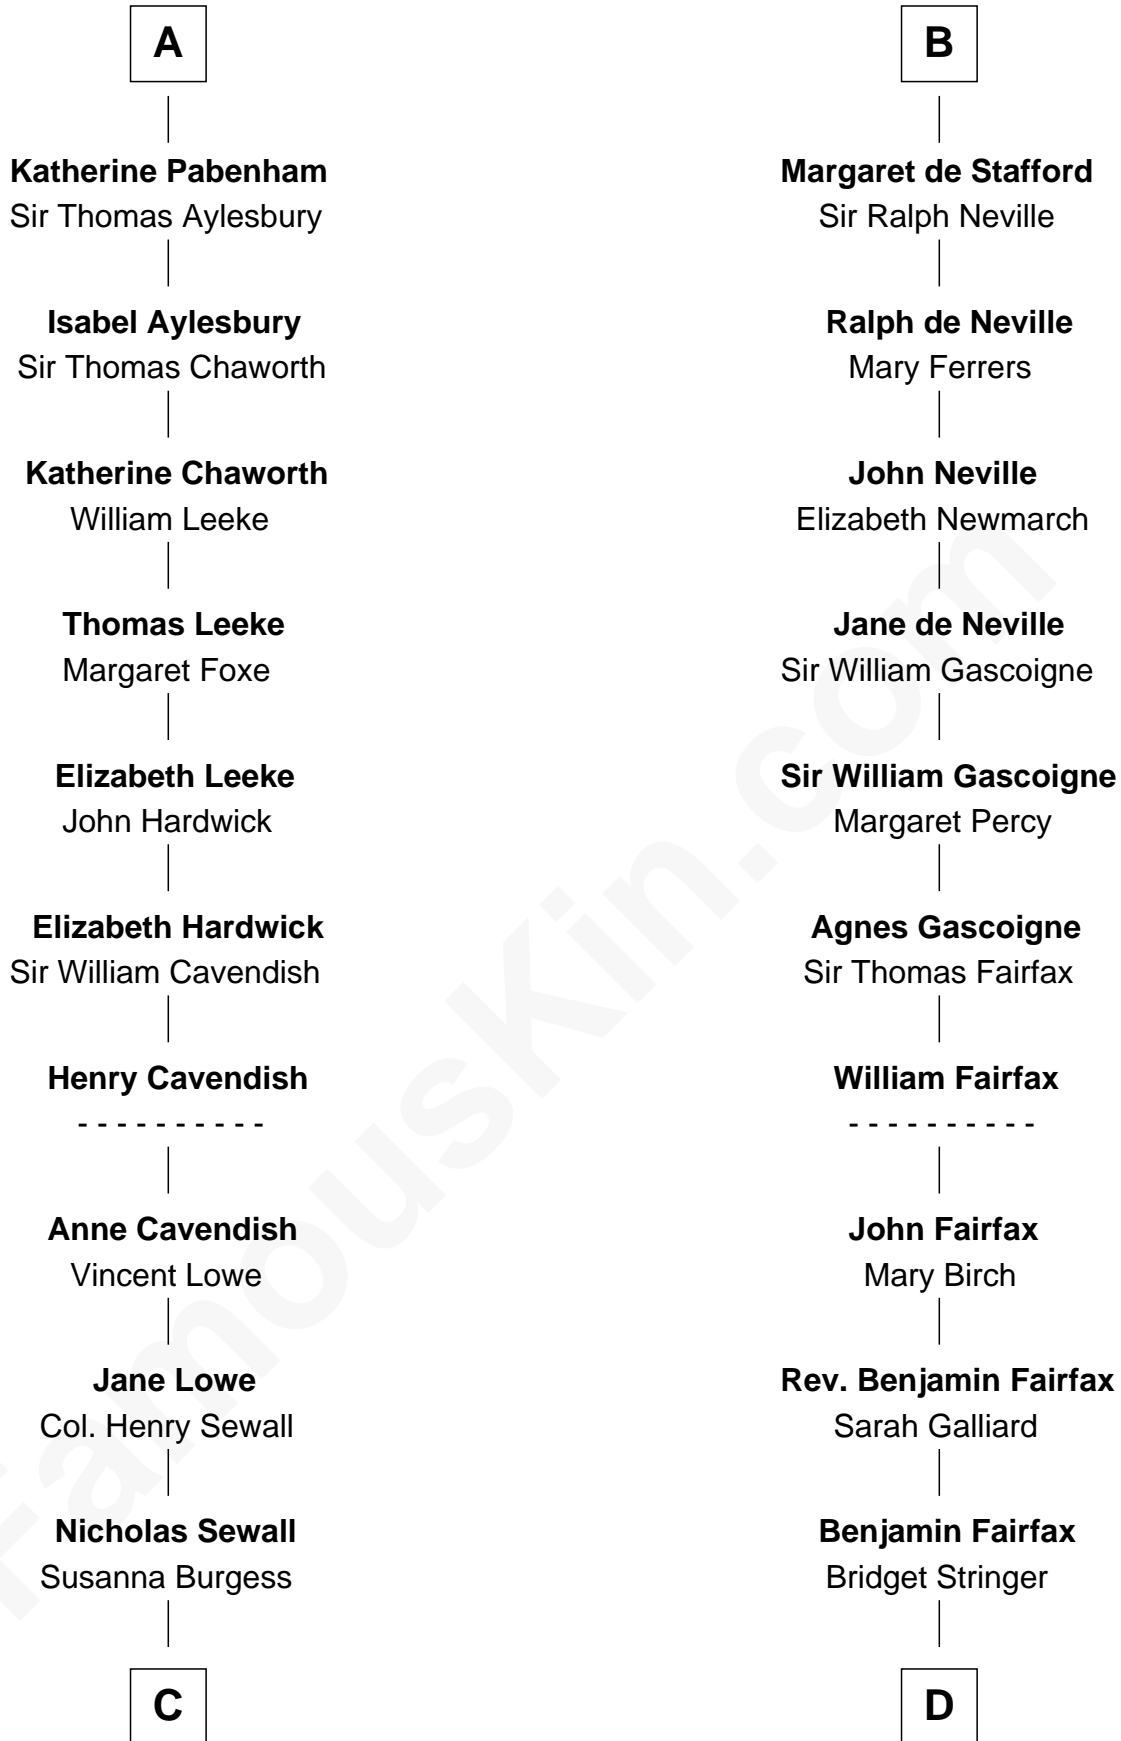 A
Katherine Pabenham
Sir Thomas Aylesbury
Isabel Aylesbury
Sir Thomas Chaworth
Katherine Chaworth
William Leeke
Thomas Leeke
Margaret Foxe
Elizabeth Leeke
John Hardwick
Elizabeth Hardwick
Sir William Cavendish
Henry Cavendish
- - - - - - - - - -
Anne Cavendish
Vincent Lowe
Jane Lowe
Col. Henry Sewall
Nicholas Sewall
Susanna Burgess
C
B
Margaret de Stafford
Sir Ralph Neville
Ralph de Neville
Mary Ferrers
John Neville
Elizabeth Newmarch
Jane de Neville
Sir William Gascoigne
Sir William Gascoigne
Margaret Percy
Agnes Gascoigne
Sir Thomas Fairfax
William Fairfax
- - - - - - - - - -
John Fairfax
Mary Birch
Rev. Benjamin Fairfax
Sarah Galliard
Benjamin Fairfax
Bridget Stringer
D
FamousKin.com